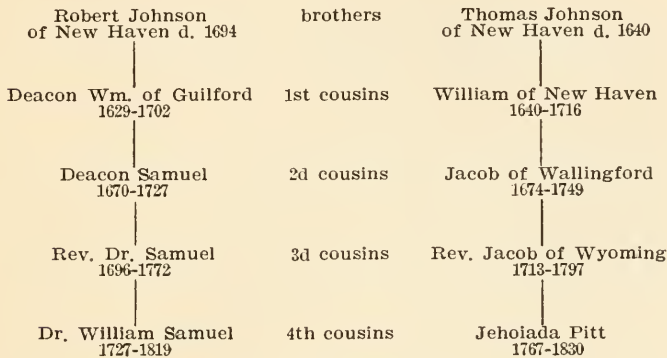 Robert Johnson brothers Thomas Johnson
of New Haven d. 1694 of New Haven d. 1640
Deacon Wm. of Guilford 1st cousins William of New Haven
1629-1702 1640-1716
Deacon Samuel 2d cousins Jacob of Wallingford
1670-1727 1674-1749
Rev. Dr. Samuel 3d cousins Rev. Jacob of Wyoming
1696-1772 1713-1797
Dr. William Samuel 4th cousins Jehoiada Pitt
1727-1819 1767-1830